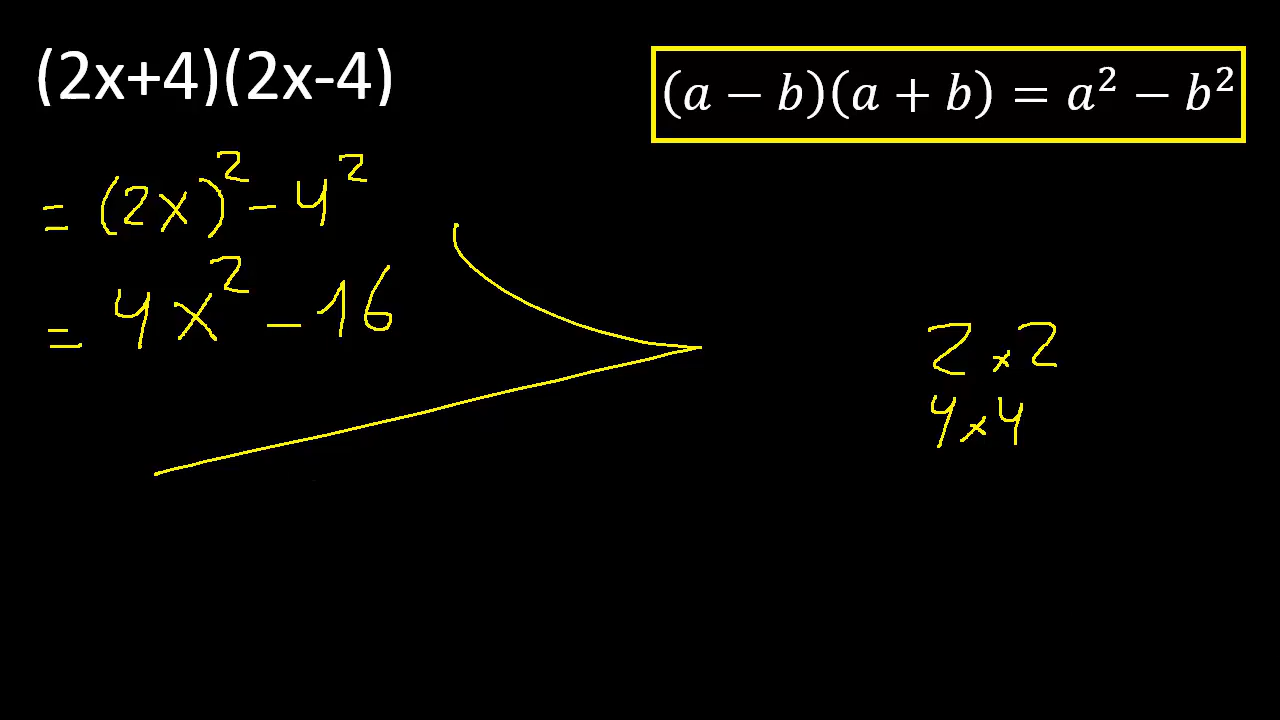 (2x+4)(2x-4)
(a − b)(a + b) = a² − b²
= (2x)² - 4²
= 4x² - 16
2 × 2
4 × 4